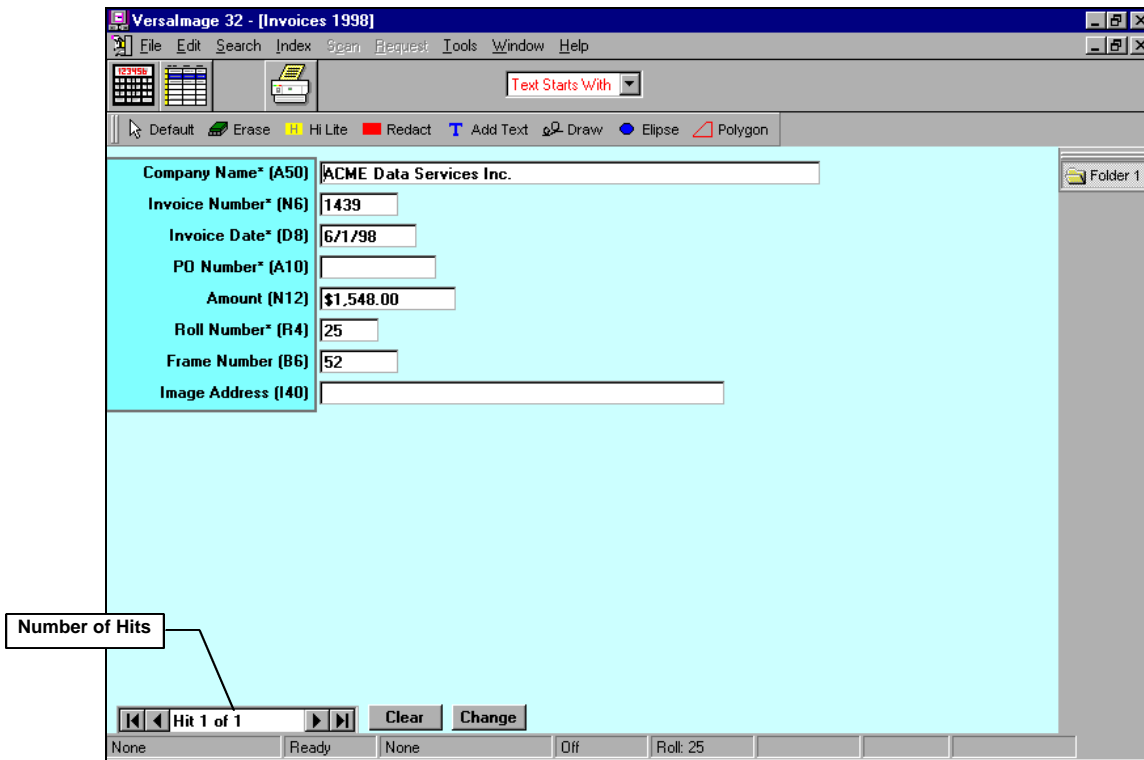 VersaImage 32 - [Invoices 1998]
File Edit Search Index Scan Request Tools Window Help
123456
Text Starts With
Default Erase H Hi Lite Redact T Add Text Draw Elipse Polygon
Company Name* (A50) ACME Data Services Inc.
Folder 1
Invoice Number* (N6) 1439
Invoice Date* (D8) 6/1/98
PO Number* (A10)
Amount (N12) $1,548.00
Roll Number* (R4) 25
Frame Number (B6) 52
Image Address (I40)
Number of Hits
Hit 1 of 1 Clear Change
None Ready None Off Roll: 25